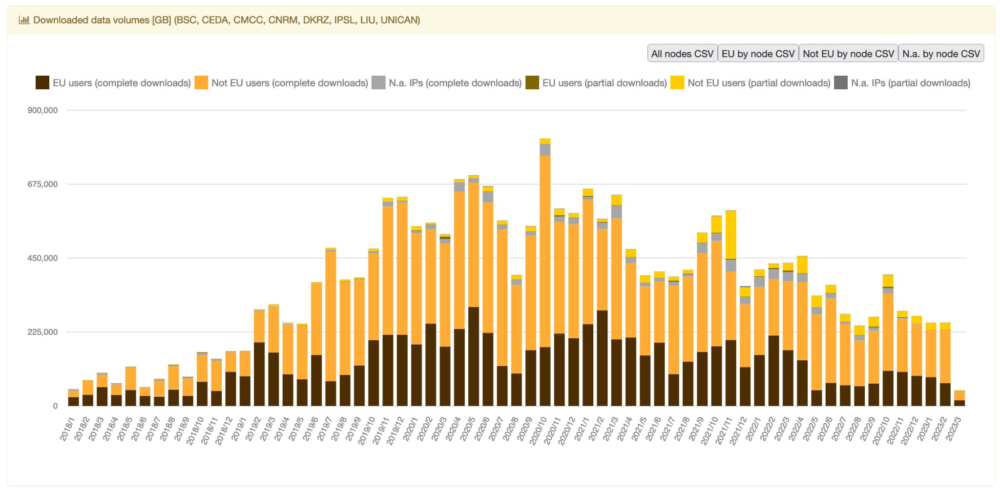 Downloaded data volumes [GB] (BSC, CEDA, CMCC, CNRM, DKRZ, IPSL, LIU, UNICAN)
All nodes CSV EU by node CSV Not EU by node CSV N.a. by node CSV
EU users (complete downloads) Not EU users (complete downloads) N.a. IPs (complete downloads) EU users (partial downloads) Not EU users (partial downloads) N.a. IPs (partial downloads)
900,000
675,000
450,000
225,000
0
2018/1 2018/2 2018/3 2018/4 2018/5 2018/6 2018/7 2018/8 2018/9 2018/10 2018/11 2018/12 2019/1 2019/2 2019/3 2019/4 2019/5 2019/6 2019/7 2019/8 2019/9 2019/10 2019/11 2019/12 2020/1 2020/2 2020/3 2020/4 2020/5 2020/6 2020/7 2020/8 2020/9 2020/10 2020/11 2020/12 2021/1 2021/2 2021/3 2021/4 2021/5 2021/6 2021/7 2021/8 2021/9 2021/10 2021/11 2021/12 2022/1 2022/2 2022/3 2022/4 2022/5 2022/6 2022/7 2022/8 2022/9 2022/10 2022/11 2022/12 2023/1 2023/2 2023/3